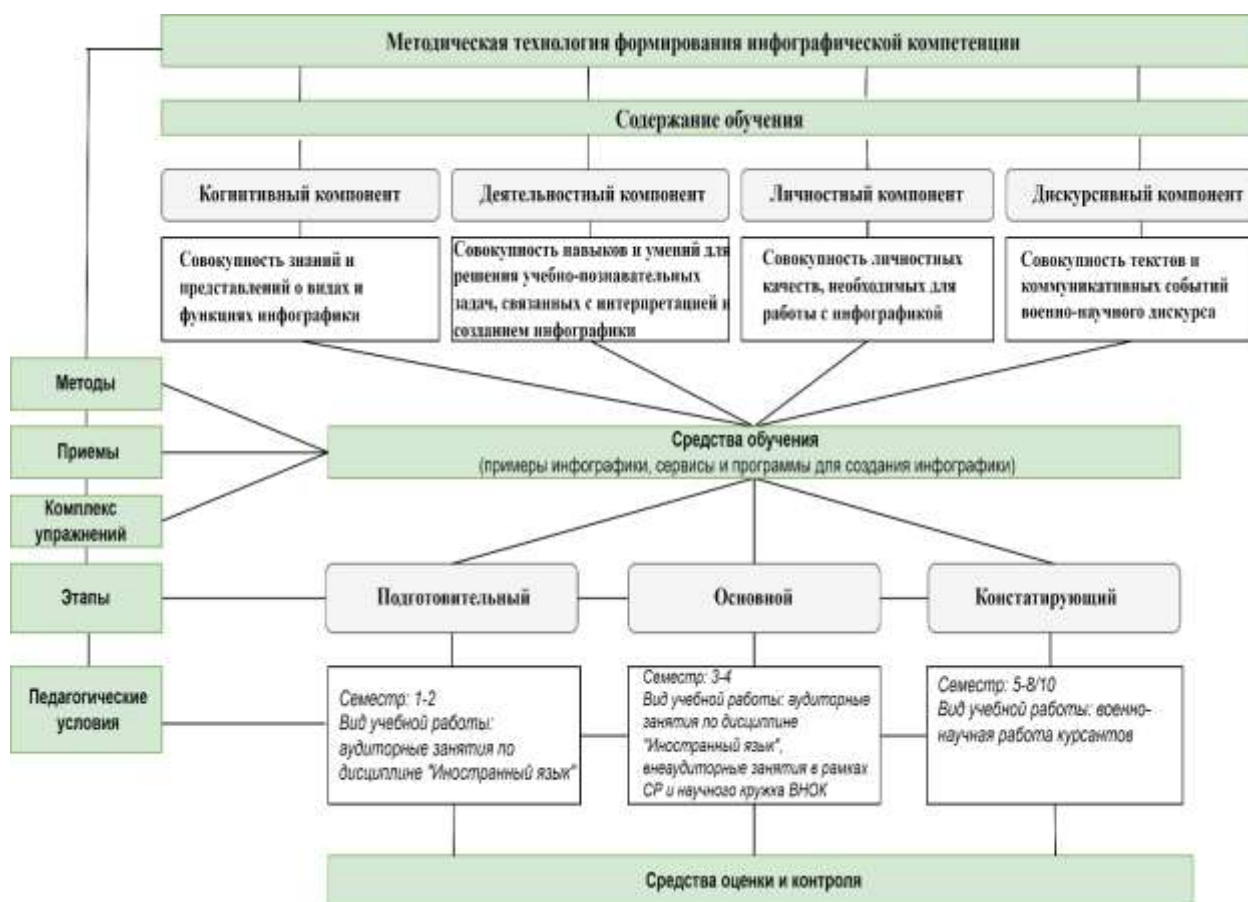 Методическая технология формирования инфографической компетенции
Содержание обучения
Когнитивный компонент
Деятельностный компонент
Личностный компонент
Дискурсивный компонент
Совокупность знаний и
представлений о видах и
функциях инфографики
Совокупность навыков и умений для
решения учебно-познавательных
задач, связанных с интерпретацией и
созданием инфографики
Совокупность личностных
качеств, необходимых для
работы с инфографикой
Совокупность текстов и
коммуникативных событий
военно-научного дискурса
Методы
Приемы
Комплекс
упражнений
Этапы
Педагогические
условия
Средства обучения
(примеры инфографики, сервисы и программы для создания инфографики)
Подготовительный
Основной
Констатирующий
Семестр: 1-2
Вид учебной работы:
аудиторные занятия по
дисциплине "Иностранный язык"
Семестр: 3-4
Вид учебной работы: аудиторные
занятия по дисциплине
"Иностранный язык",
внеаудиторные занятия в рамках
СР и научного кружка ВНОК
Семестр: 5-8/10
Вид учебной работы: военно-
научная работа курсантов
Средства оценки и контроля